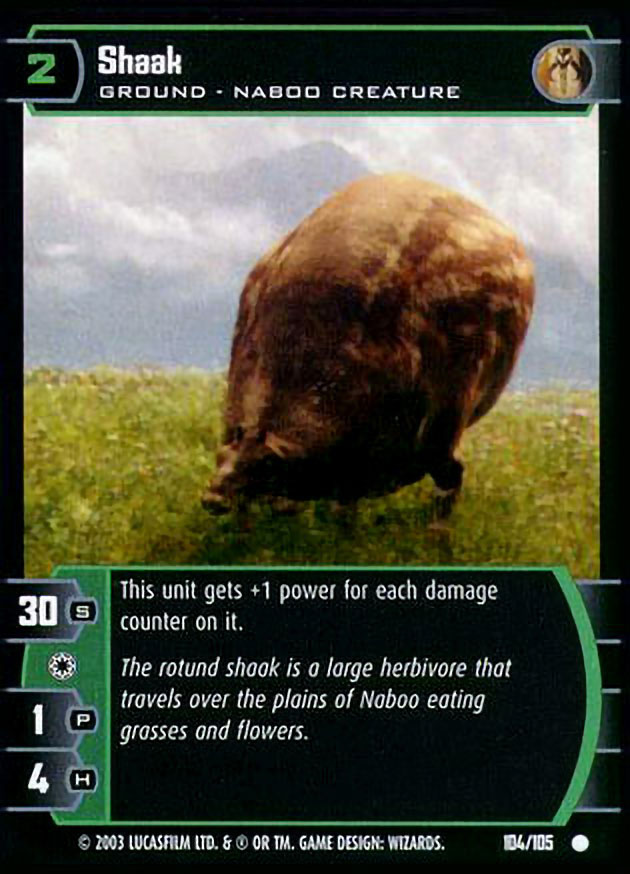 2
Shaak
GROUND - NABOO CREATURE
30 S
This unit gets +1 power for each damage
counter on it.
The rotund shaak is a large herbivore that
travels over the plains of Naboo eating
grasses and flowers.
1 P
4 H
© 2003 LUCASFILM LTD. & ® OR TM. GAME DESIGN: WIZARDS.
104/105